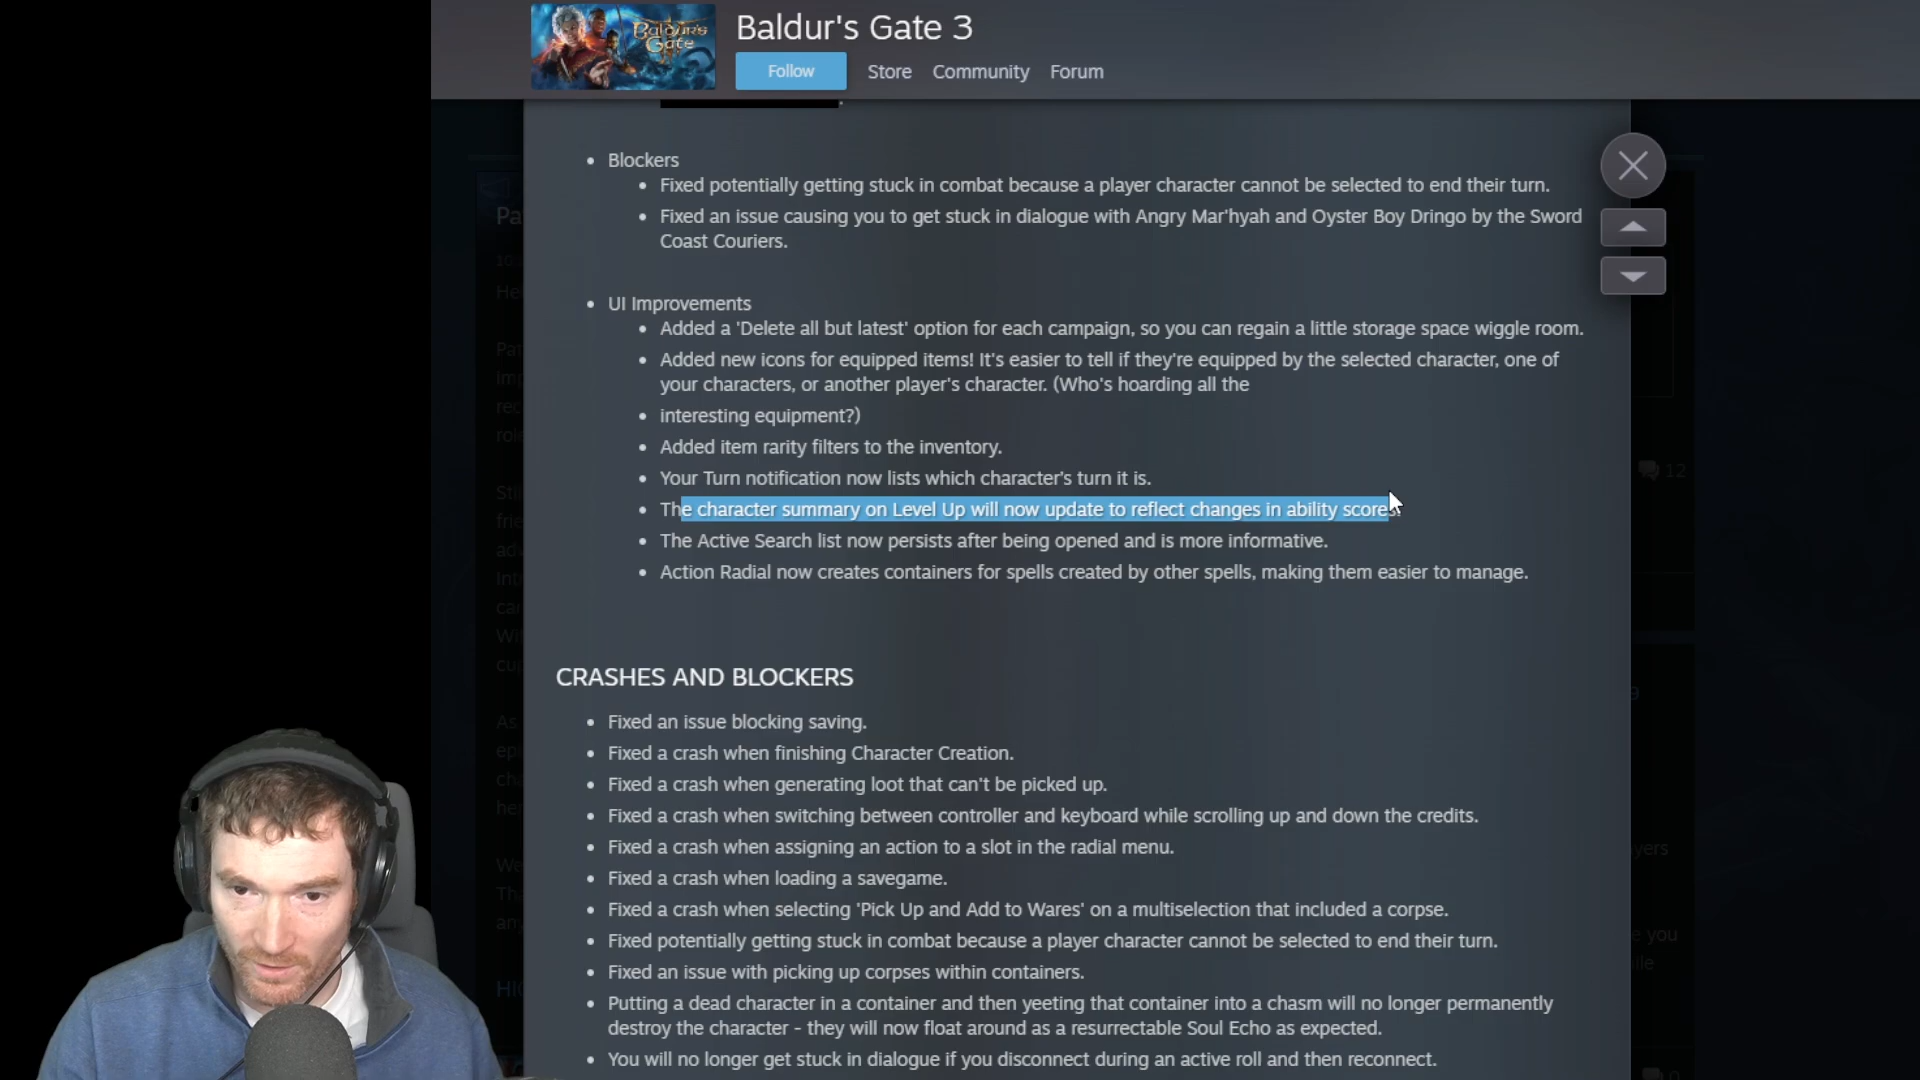 Baldur's Gate 3
Baldur's
Gate
Follow
Store
Community
Forum
Blockers
Fixed potentially getting stuck in combat because a player character cannot be selected to end their turn.
Fixed an issue causing you to get stuck in dialogue with Angry Mar'hyah and Oyster Boy Dringo by the Sword
Coast Couriers.
UI Improvements
Added a 'Delete all but latest' option for each campaign, so you can regain a little storage space wiggle room.
Added new icons for equipped items! It's easier to tell if they're equipped by the selected character, one of
your characters, or another player's character. (Who's hoarding all the
interesting equipment?)
Added item rarity filters to the inventory.
12
Your Turn notification now lists which character's turn it is.
The character summary on Level Up will now update to reflect changes in ability scores.
The Active Search list now persists after being opened and is more informative.
Action Radial now creates containers for spells created by other spells, making them easier to manage.
CRASHES AND BLOCKERS
Fixed an issue blocking saving.
Fixed a crash when finishing Character Creation.
Fixed a crash when generating loot that can't be picked up.
Fixed a crash when switching between controller and keyboard while scrolling up and down the credits.
Fixed a crash when assigning an action to a slot in the radial menu.
Fixed a crash when loading a savegame.
Fixed a crash when selecting 'Pick Up and Add to Wares' on a multiselection that included a corpse.
Fixed potentially getting stuck in combat because a player character cannot be selected to end their turn.
Fixed an issue with picking up corpses within containers.
Putting a dead character in a container and then yeeting that container into a chasm will no longer permanently
destroy the character - they will now float around as a resurrectable Soul Echo as expected.
You will no longer get stuck in dialogue if you disconnect during an active roll and then reconnect.